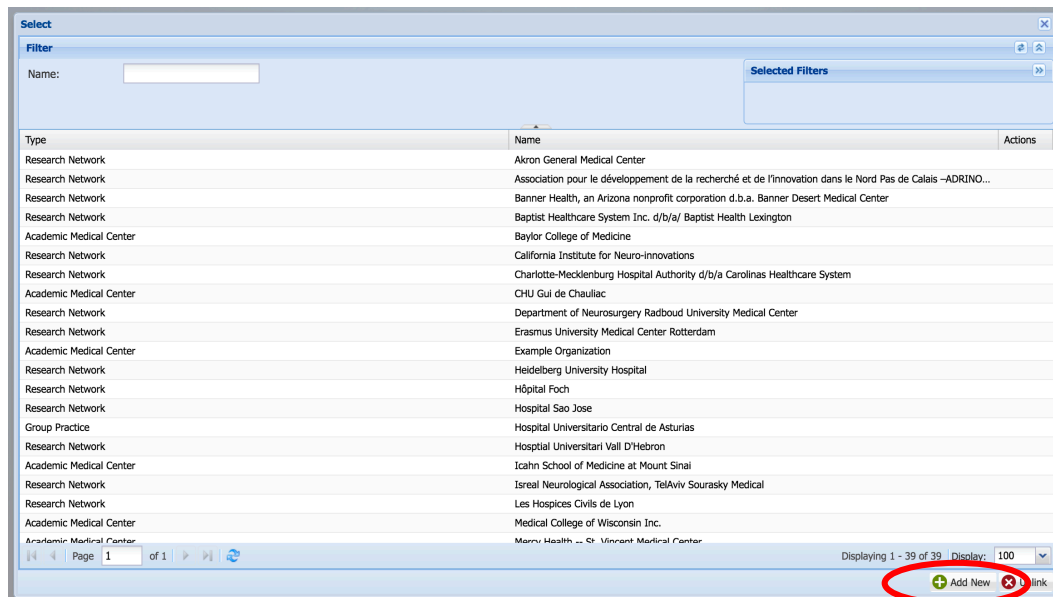 Select
Filter
Name:
Selected Filters
Type Name Actions
Research Network Akron General Medical Center
Research Network Association pour le développement de la recherché et de l'innovation dans le Nord Pas de Calais –ADRINO...
Research Network Banner Health, an Arizona nonprofit corporation d.b.a. Banner Desert Medical Center
Research Network Baptist Healthcare System Inc. d/b/a/ Baptist Health Lexington
Academic Medical Center Baylor College of Medicine
Research Network California Institute for Neuro-innovations
Research Network Charlotte-Mecklenburg Hospital Authority d/b/a Carolinas Healthcare System
Academic Medical Center CHU Gui de Chauliac
Research Network Department of Neurosurgery Radboud University Medical Center
Research Network Erasmus University Medical Center Rotterdam
Academic Medical Center Example Organization
Research Network Heidelberg University Hospital
Research Network Hôpital Foch
Research Network Hospital Sao Jose
Group Practice Hospital Universitario Central de Asturias
Research Network Hosptial Universitari Vall D'Hebron
Academic Medical Center Icahn School of Medicine at Mount Sinai
Research Network Isreal Neurological Association, TelAviv Sourasky Medical
Research Network Les Hospices Civils de Lyon
Academic Medical Center Medical College of Wisconsin Inc.
Academic Medical Center Mercy Health -- St. Vincent Medical Center
Page 1 of 1 Displaying 1 - 39 of 39 Display: 100
Add New Unlink